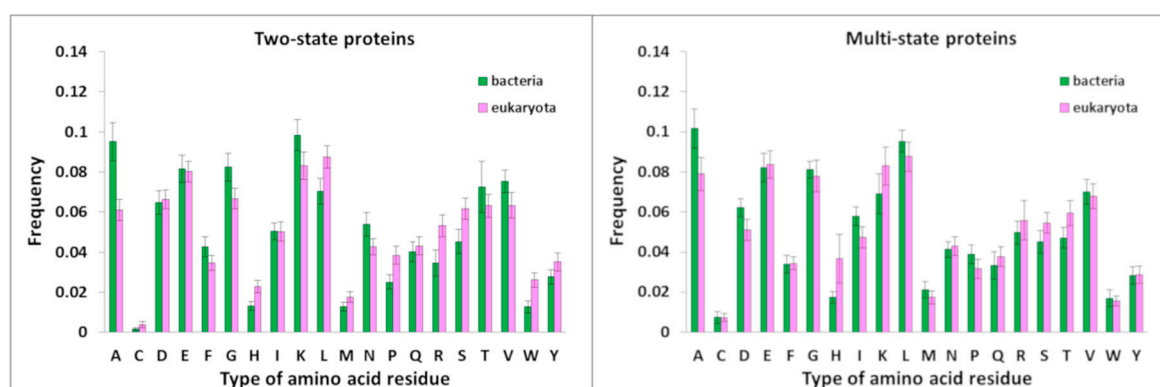 Two-state proteins
0.14
0.12
0.1
0.08
0.06
0.04
0.02
0
Frequency
bacteria
eukaryota
A C D E F G H I K L M N P Q R S T V W Y
Type of amino acid residue
Multi-state proteins
0.14
0.12
0.1
0.08
0.06
0.04
0.02
0
Frequency
bacteria
eukaryota
A C D E F G H I K L M N P Q R S T V W Y
Type of amino acid residue